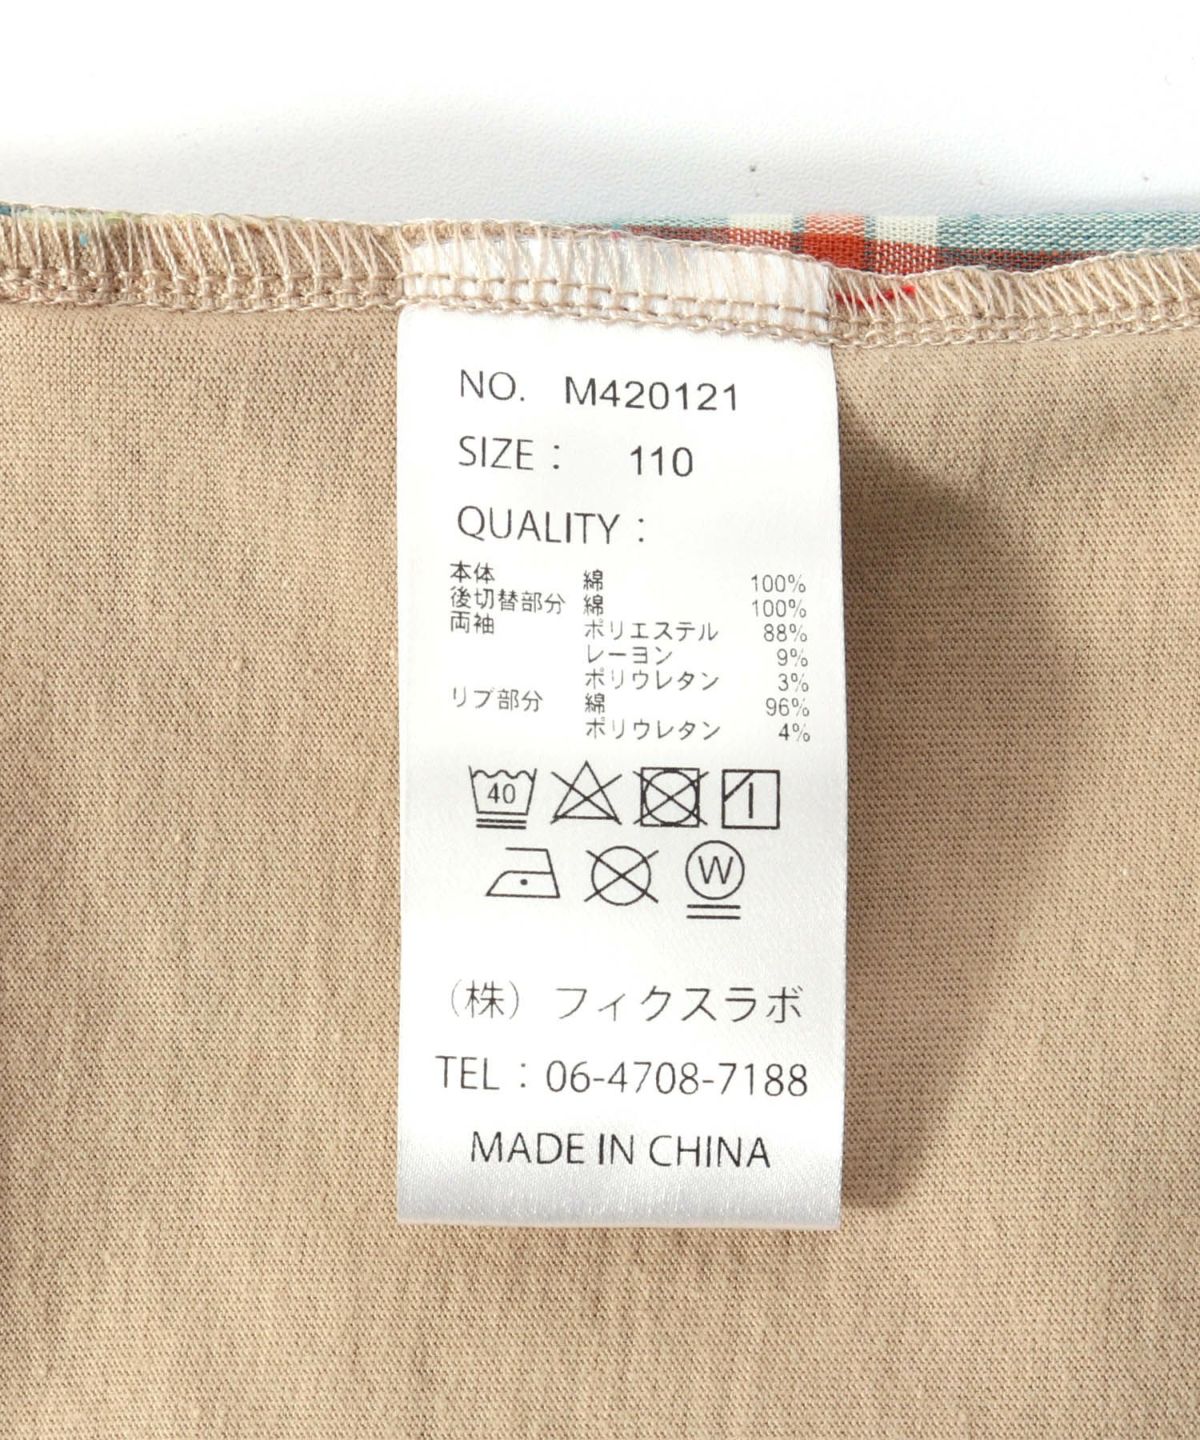 NO. M420121
SIZE : 110
QUALITY :
本体 綿 100%
後切替部分 綿 100%
両袖 ポリエステル 88%
レーヨン 9%
ポリウレタン 3%
リブ部分 綿 96%
ポリウレタン 4%
40
W
(株) フィクスラボ
TEL : 06-4708-7188
MADE IN CHINA